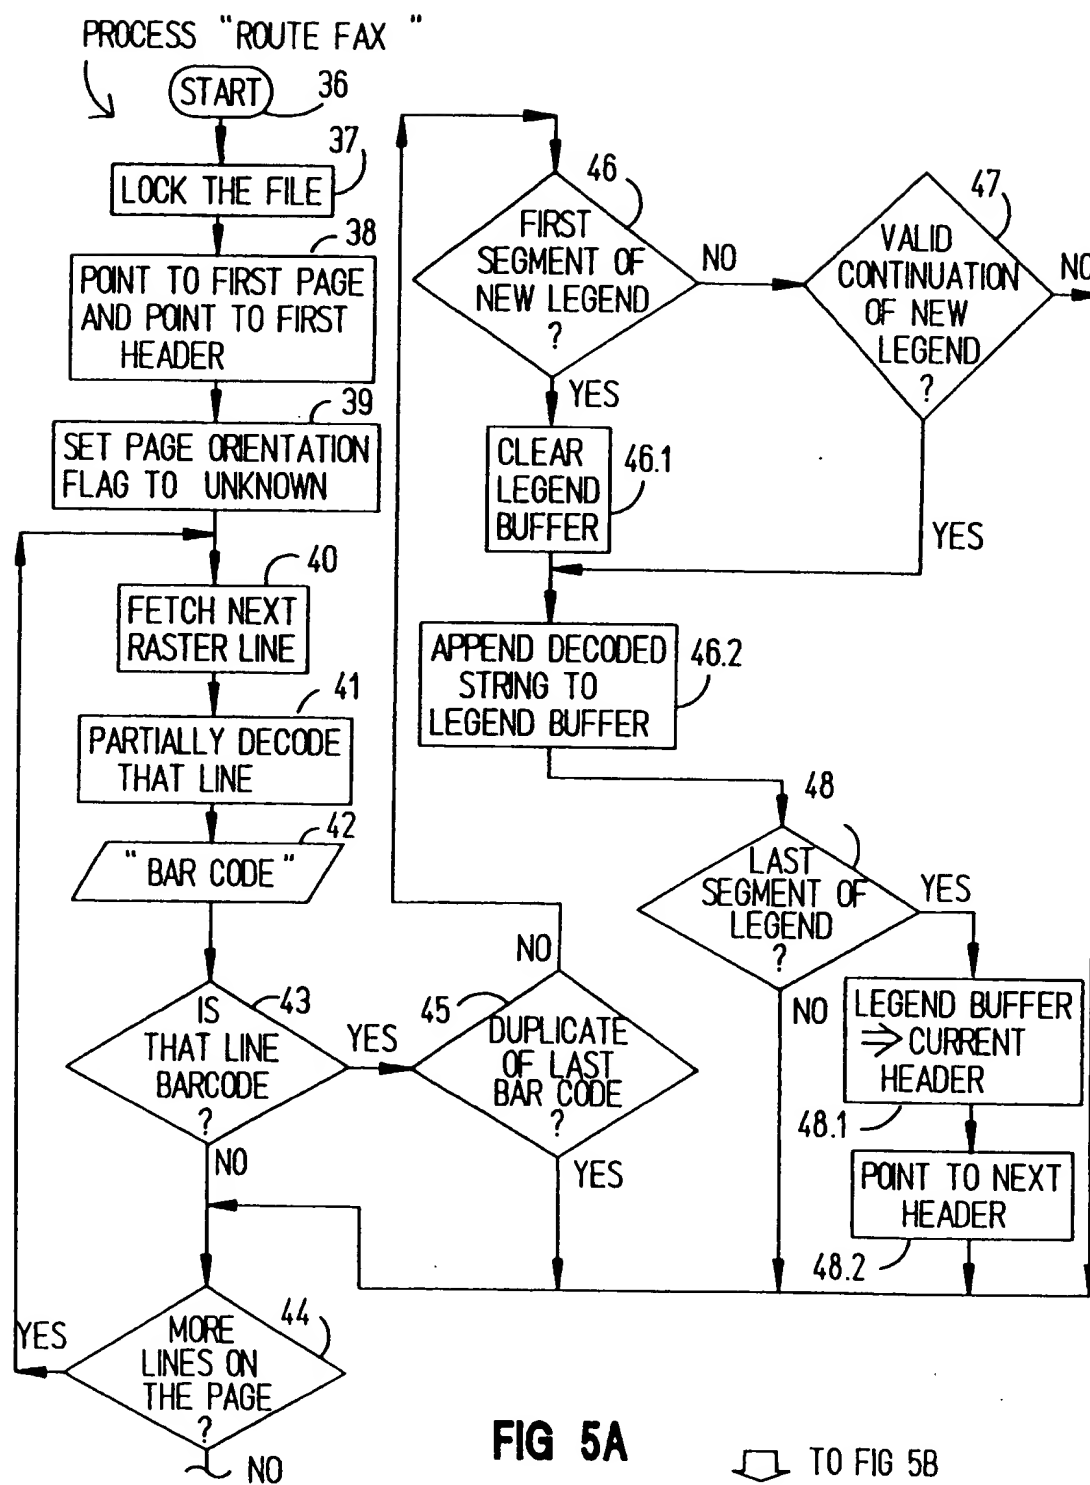 PROCESS "ROUTE FAX "
START
36
37
LOCK THE FILE
38
POINT TO FIRST PAGE
AND POINT TO FIRST
HEADER
39
SET PAGE ORIENTATION
FLAG TO UNKNOWN
40
FETCH NEXT
RASTER LINE
41
PARTIALLY DECODE
THAT LINE
42
" BAR CODE "
43
IS
THAT LINE
BARCODE
?
YES
NO
44
MORE
LINES ON
THE PAGE
?
YES
NO
45
DUPLICATE
OF LAST
BAR CODE
?
NO
YES
46
FIRST
SEGMENT OF
NEW LEGEND
?
NO
YES
47
VALID
CONTINUATION
OF NEW
LEGEND
?
NO
YES
CLEAR
LEGEND
BUFFER
46.1
APPEND DECODED
STRING TO
LEGEND BUFFER
46.2
48
LAST
SEGMENT OF
LEGEND
?
YES
NO
LEGEND BUFFER
⇒ CURRENT
HEADER
48.1
POINT TO NEXT
HEADER
48.2
FIG 5A
TO FIG 5B